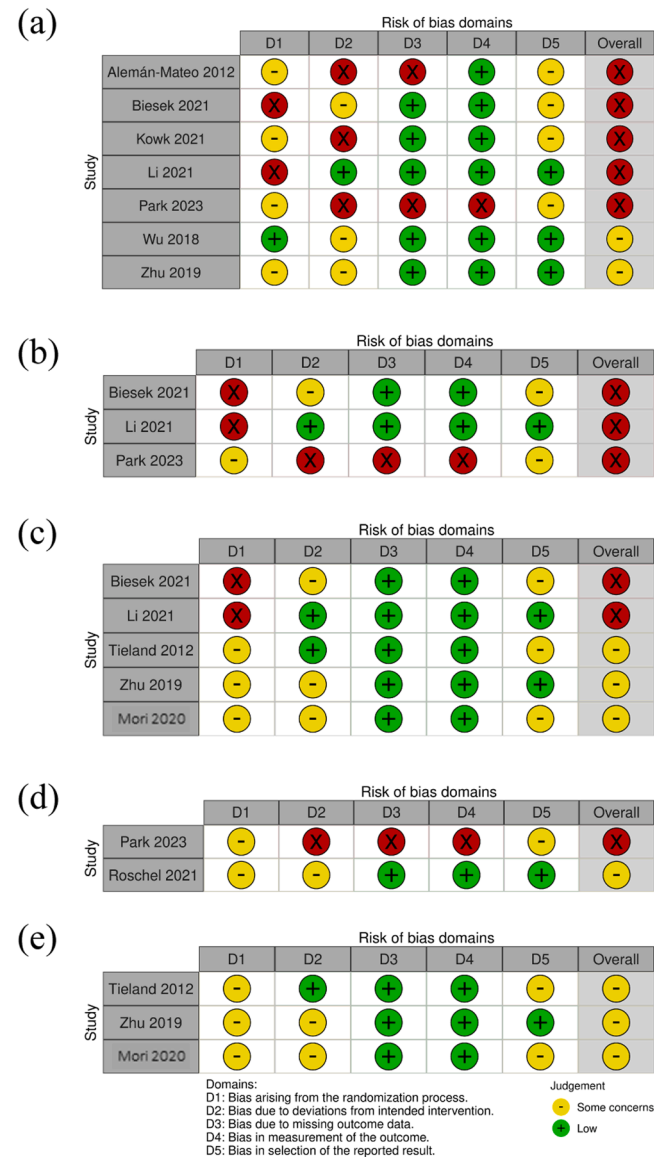 (a)
Risk of bias domains
D1 D2 D3 D4 D5 Overall
Study
Alemán-Mateo 2012 - X X + - X
Biesek 2021 X - + + - X
Kowk 2021 - X + + - X
Li 2021 X + + + + X
Park 2023 - X X X - X
Wu 2018 + - + + + -
Zhu 2019 - - + + + -
(b)
Risk of bias domains
D1 D2 D3 D4 D5 Overall
Study
Biesek 2021 X - + + - X
Li 2021 X + + + + X
Park 2023 - X X X - X
(c)
Risk of bias domains
D1 D2 D3 D4 D5 Overall
Study
Biesek 2021 X - + + - X
Li 2021 X + + + + X
Tieland 2012 - + + + - -
Zhu 2019 - - + + + -
Mori 2020 - - + + - -
(d)
Risk of bias domains
D1 D2 D3 D4 D5 Overall
Study
Park 2023 - X X X - X
Roschel 2021 - - + + + -
(e)
Risk of bias domains
D1 D2 D3 D4 D5 Overall
Study
Tieland 2012 - + + + - -
Zhu 2019 - - + + + -
Mori 2020 - - + + - -
Domains:
D1: Bias arising from the randomization process.
D2: Bias due to deviations from intended intervention.
D3: Bias due to missing outcome data.
D4: Bias in measurement of the outcome.
D5: Bias in selection of the reported result.
Judgement
- Some concerns
+ Low